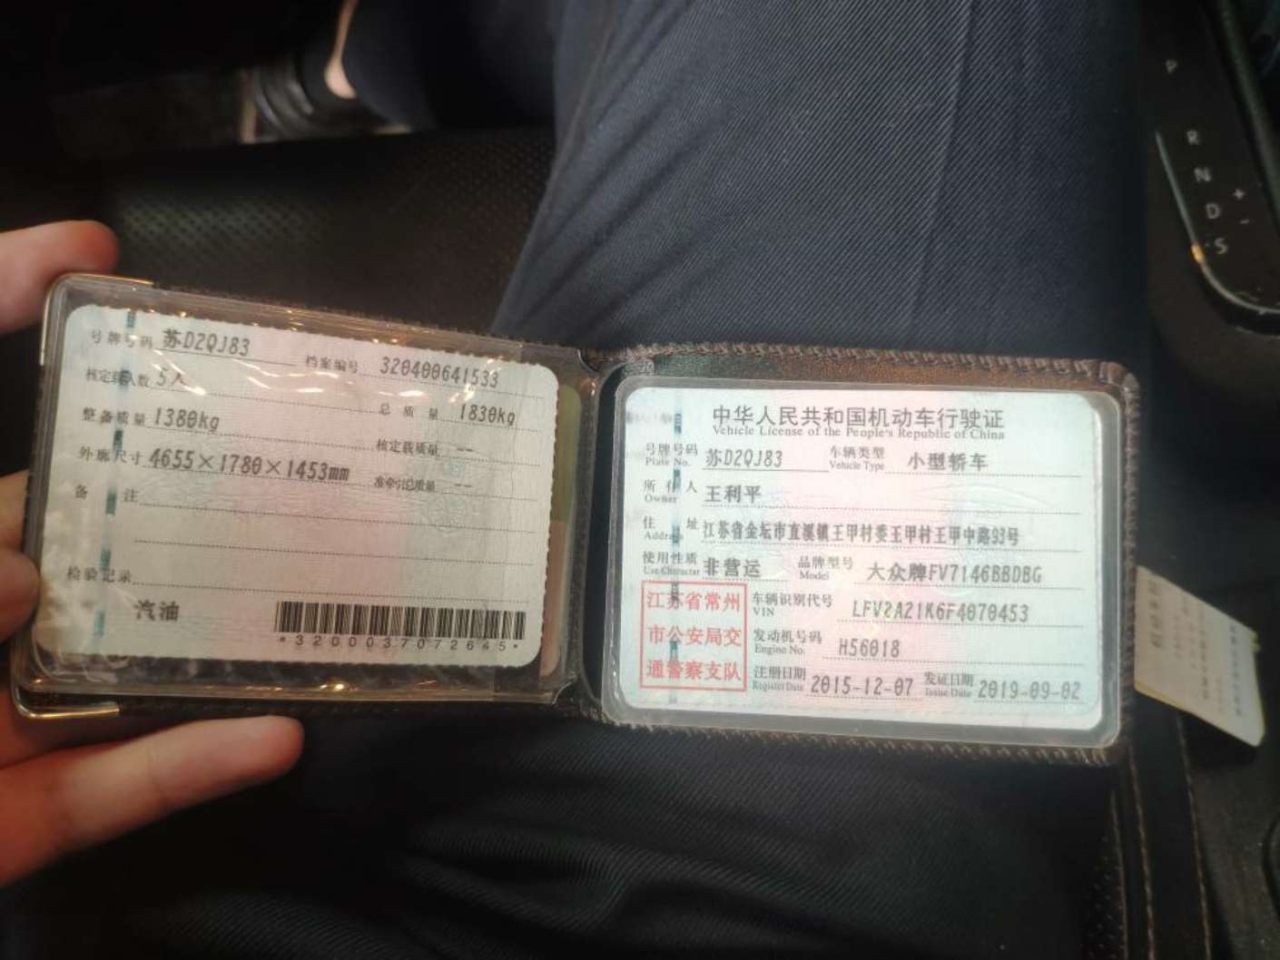 号牌号码 苏D2QJ83 档案编号 320400641533
核定载人数 5人 总质量 1830kg
整备质量 1380kg 核定载质量 --
外廓尺寸 4655×1780×1453mm 准牵引总质量 --
备注
检验记录
汽油
*3200037072645*
中华人民共和国机动车行驶证
Vehicle License of the People's Republic of China
号牌号码 苏D2QJ83 车辆类型 小型轿车
Plate No. Vehicle Type
所有人 王利平
Owner
住址 江苏省金坛市直溪镇王甲村委王甲村王甲中路93号
Address
使用性质 非营运 品牌型号 大众牌FV7146BBDBG
Use Character Model
江苏省常州
市公安局交
通警察支队
车辆识别代号 LFV2A21K6F4070453
VIN
发动机号码 H56018
Engine No.
注册日期 2015-12-07 发证日期 2019-09-02
Register Date Issue Date
P
R
N
D
S
+
-